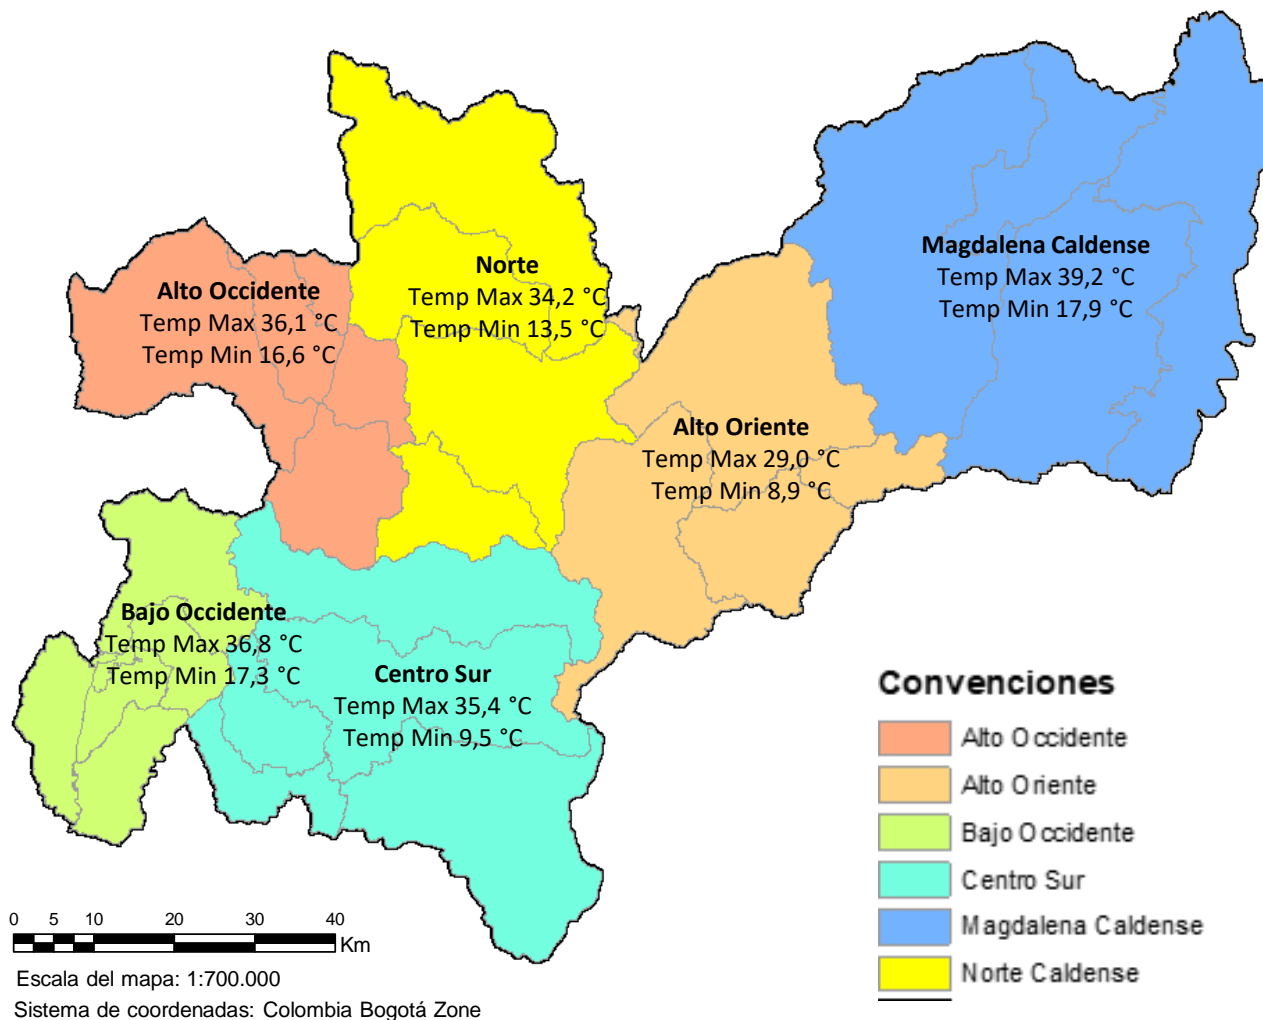 Magdalena Caldense
Temp Max 39,2 °C
Temp Min 17,9 °C
Norte
Temp Max 34,2 °C
Temp Min 13,5 °C
Alto Occidente
Temp Max 36,1 °C
Temp Min 16,6 °C
Alto Oriente
Temp Max 29,0 °C
Temp Min 8,9 °C
Bajo Occidente
Temp Max 36,8 °C
Temp Min 17,3 °C
Centro Sur
Temp Max 35,4 °C
Temp Min 9,5 °C
Convenciones
Alto Occidente
Alto Oriente
Bajo Occidente
Centro Sur
Magdalena Caldense
Norte Caldense
0 5 10 20 30 40
Km
Escala del mapa: 1:700.000
Sistema de coordenadas: Colombia Bogotá Zone